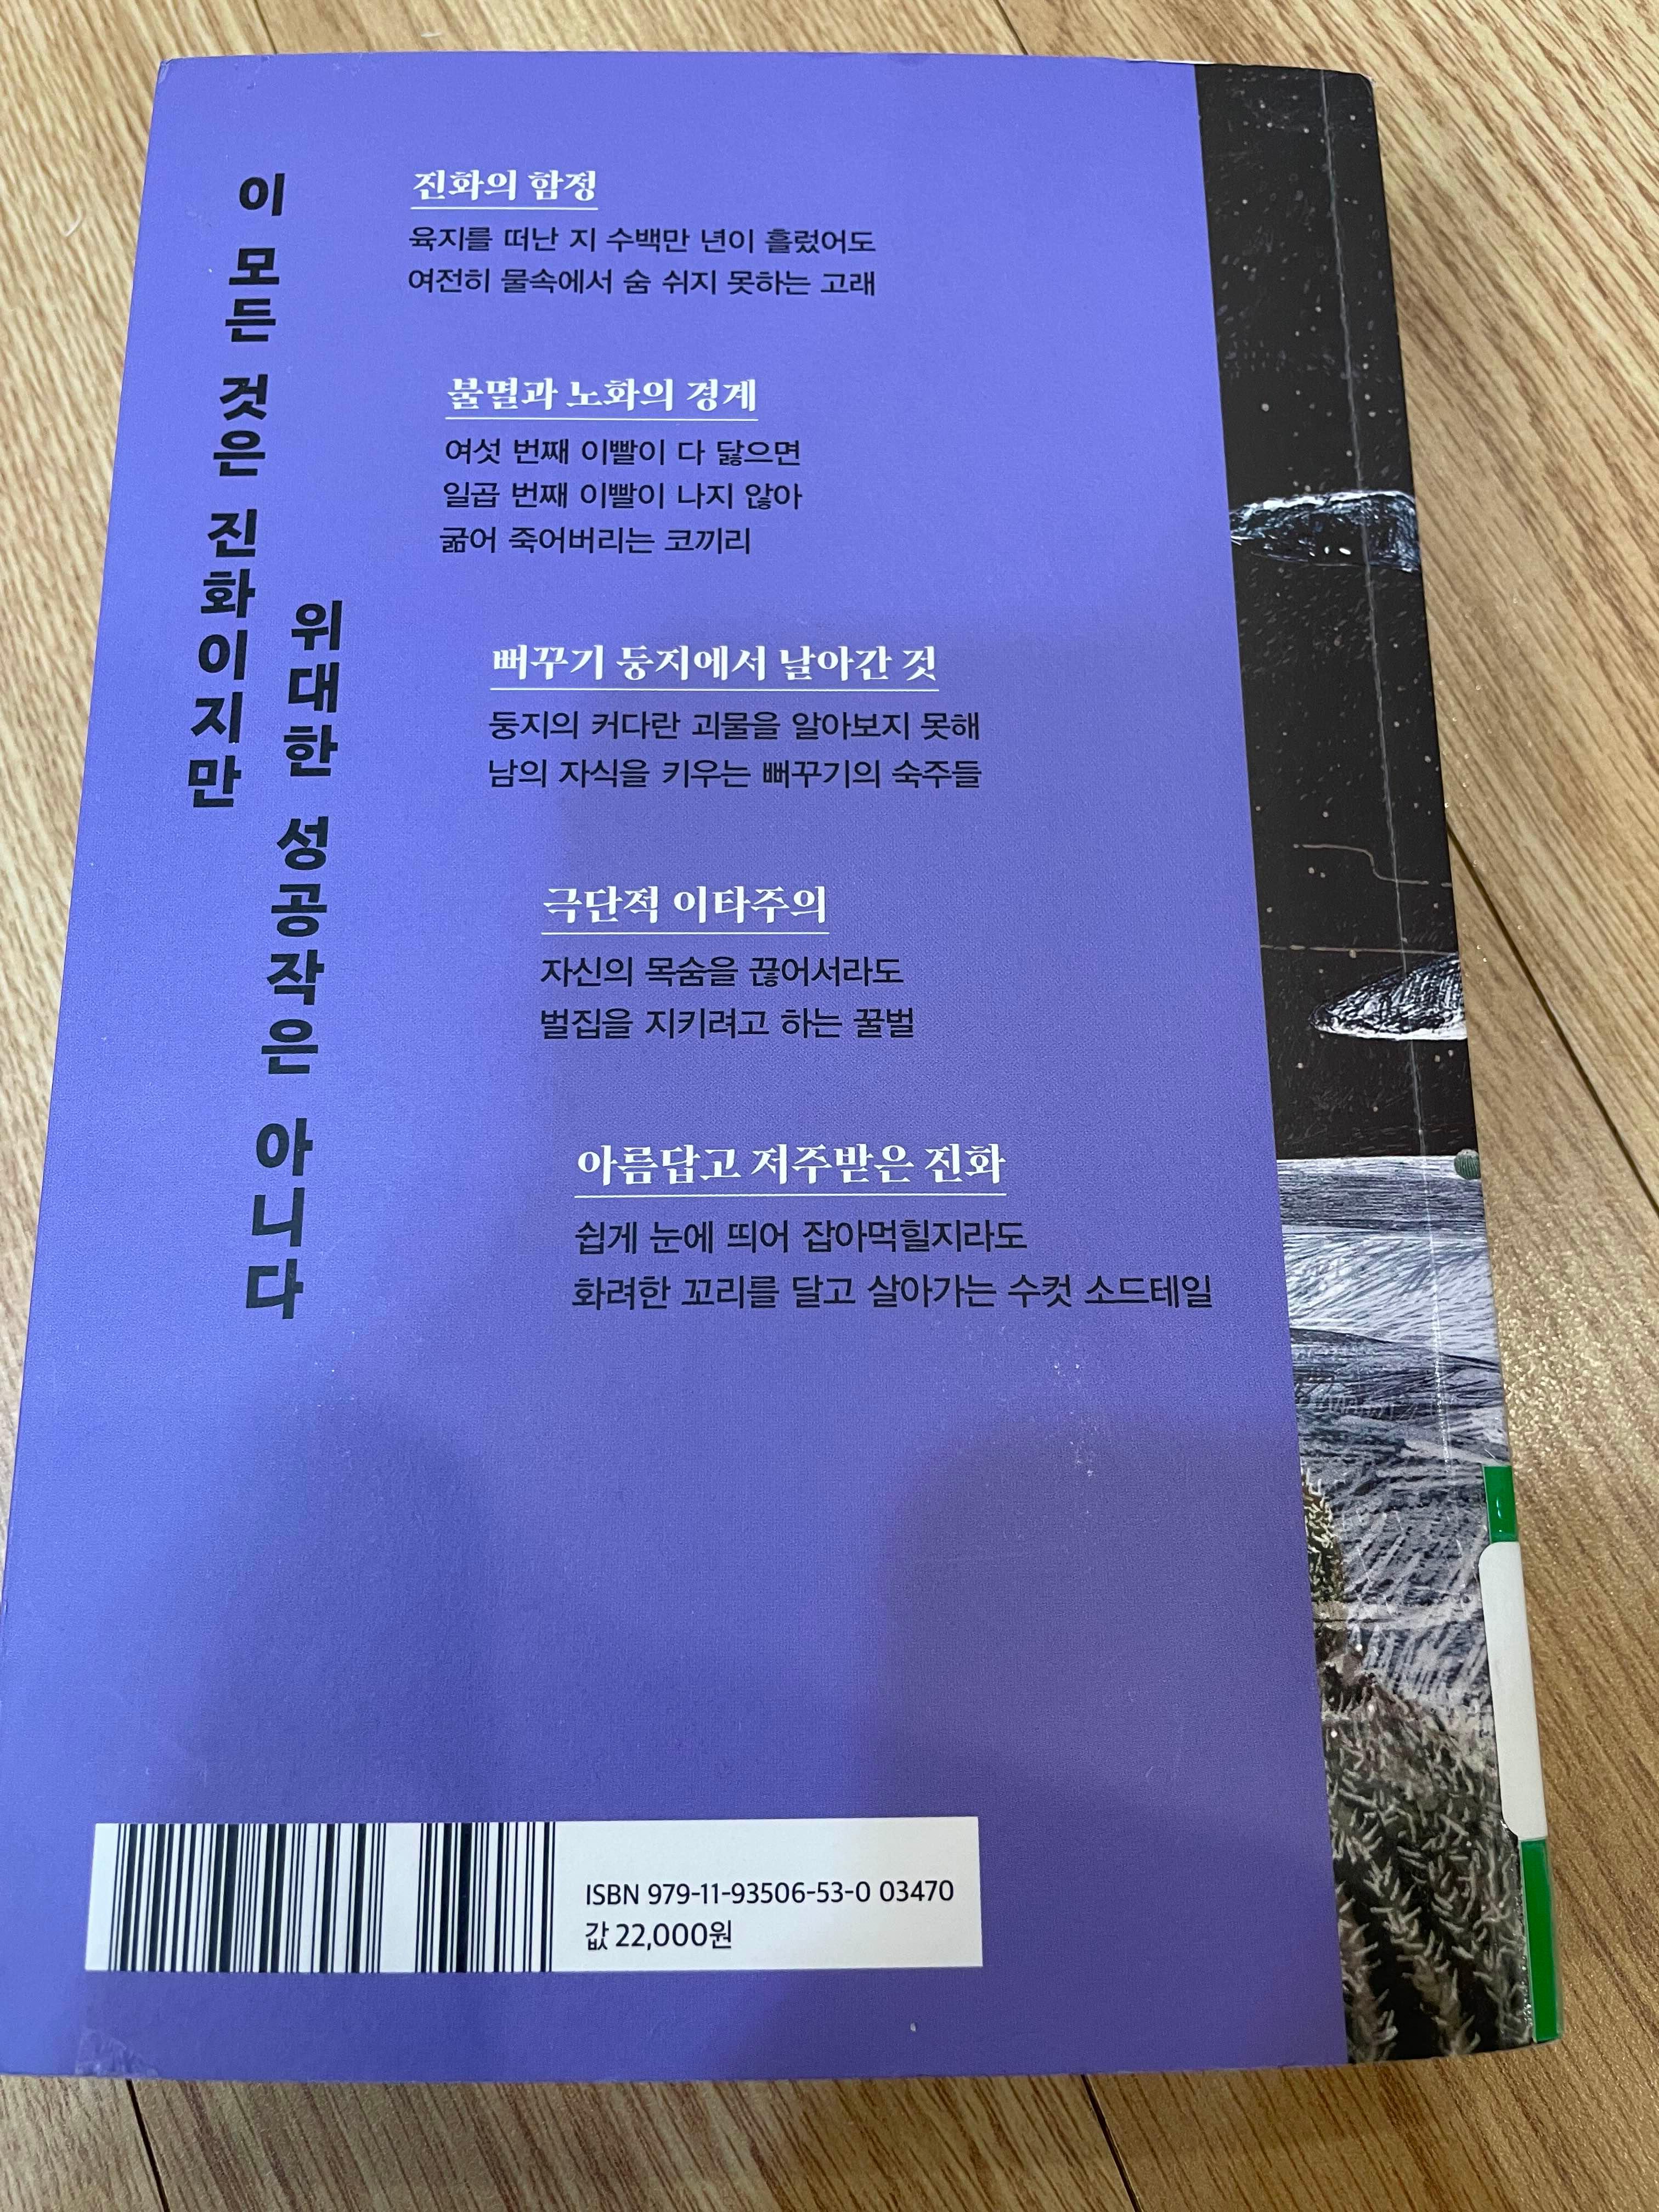 이 모든 것은 진화이지만
위대한 성공작은 아니다
진화의 함정
육지를 떠난 지 수백만 년이 흘렀어도
여전히 물속에서 숨 쉬지 못하는 고래
불멸과 노화의 경계
여섯 번째 이빨이 다 닳으면
일곱 번째 이빨이 나지 않아
굶어 죽어버리는 코끼리
뻐꾸기 둥지에서 날아간 것
둥지의 커다란 괴물을 알아보지 못해
남의 자식을 키우는 뻐꾸기의 숙주들
극단적 이타주의
자신의 목숨을 끊어서라도
벌집을 지키려고 하는 꿀벌
아름답고 저주받은 진화
쉽게 눈에 띄어 잡아먹힐지라도
화려한 꼬리를 달고 살아가는 수컷 소드테일
ISBN 979-11-93506-53-0 03470
값 22,000원